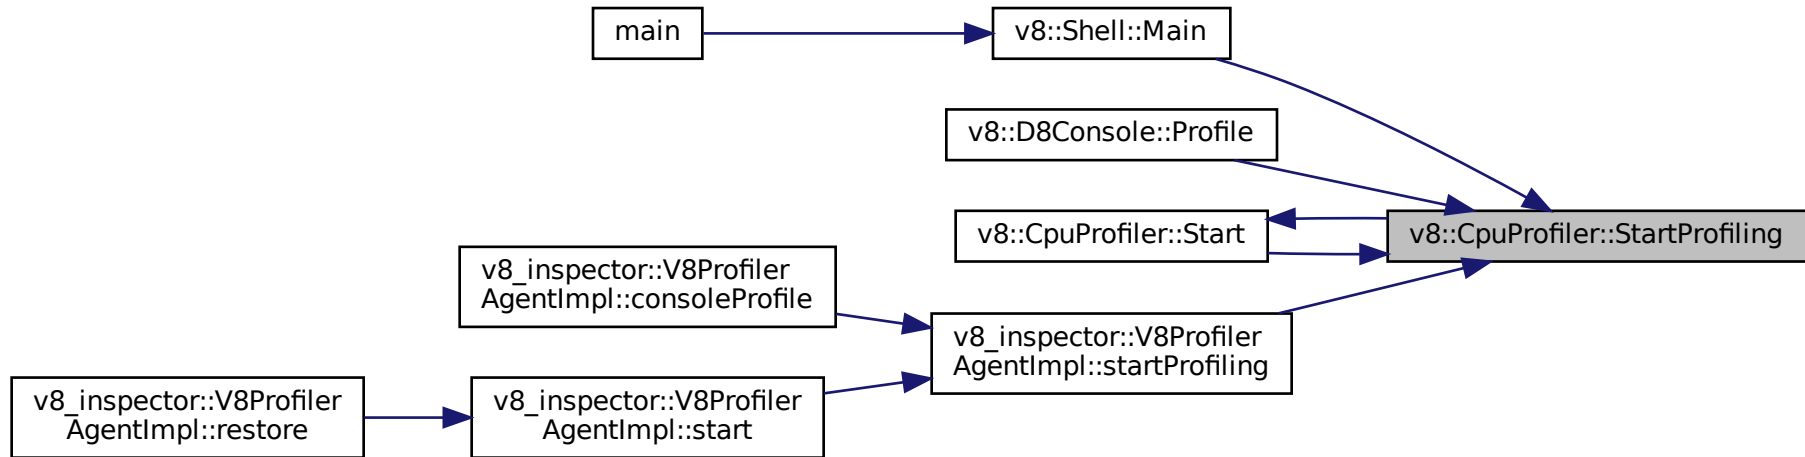 main
v8::Shell::Main
v8::D8Console::Profile
v8::CpuProfiler::Start
v8::CpuProfiler::StartProfiling
v8_inspector::V8Profiler
AgentImpl::consoleProfile
v8_inspector::V8Profiler
AgentImpl::startProfiling
v8_inspector::V8Profiler
AgentImpl::restore
v8_inspector::V8Profiler
AgentImpl::start